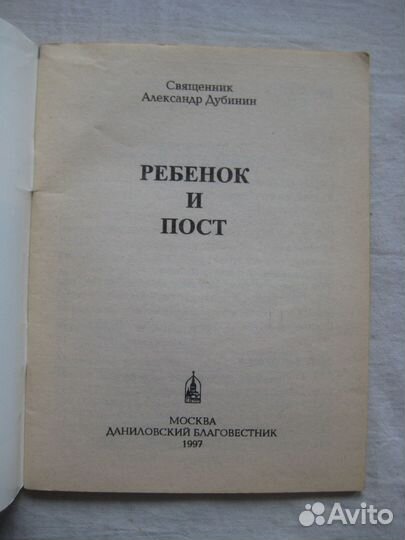 Священник
Александр Дубинин
РЕБЕНОК
И
ПОСТ
МОСКВА
ДАНИЛОВСКИЙ БЛАГОВЕСТНИК
1997
Avito